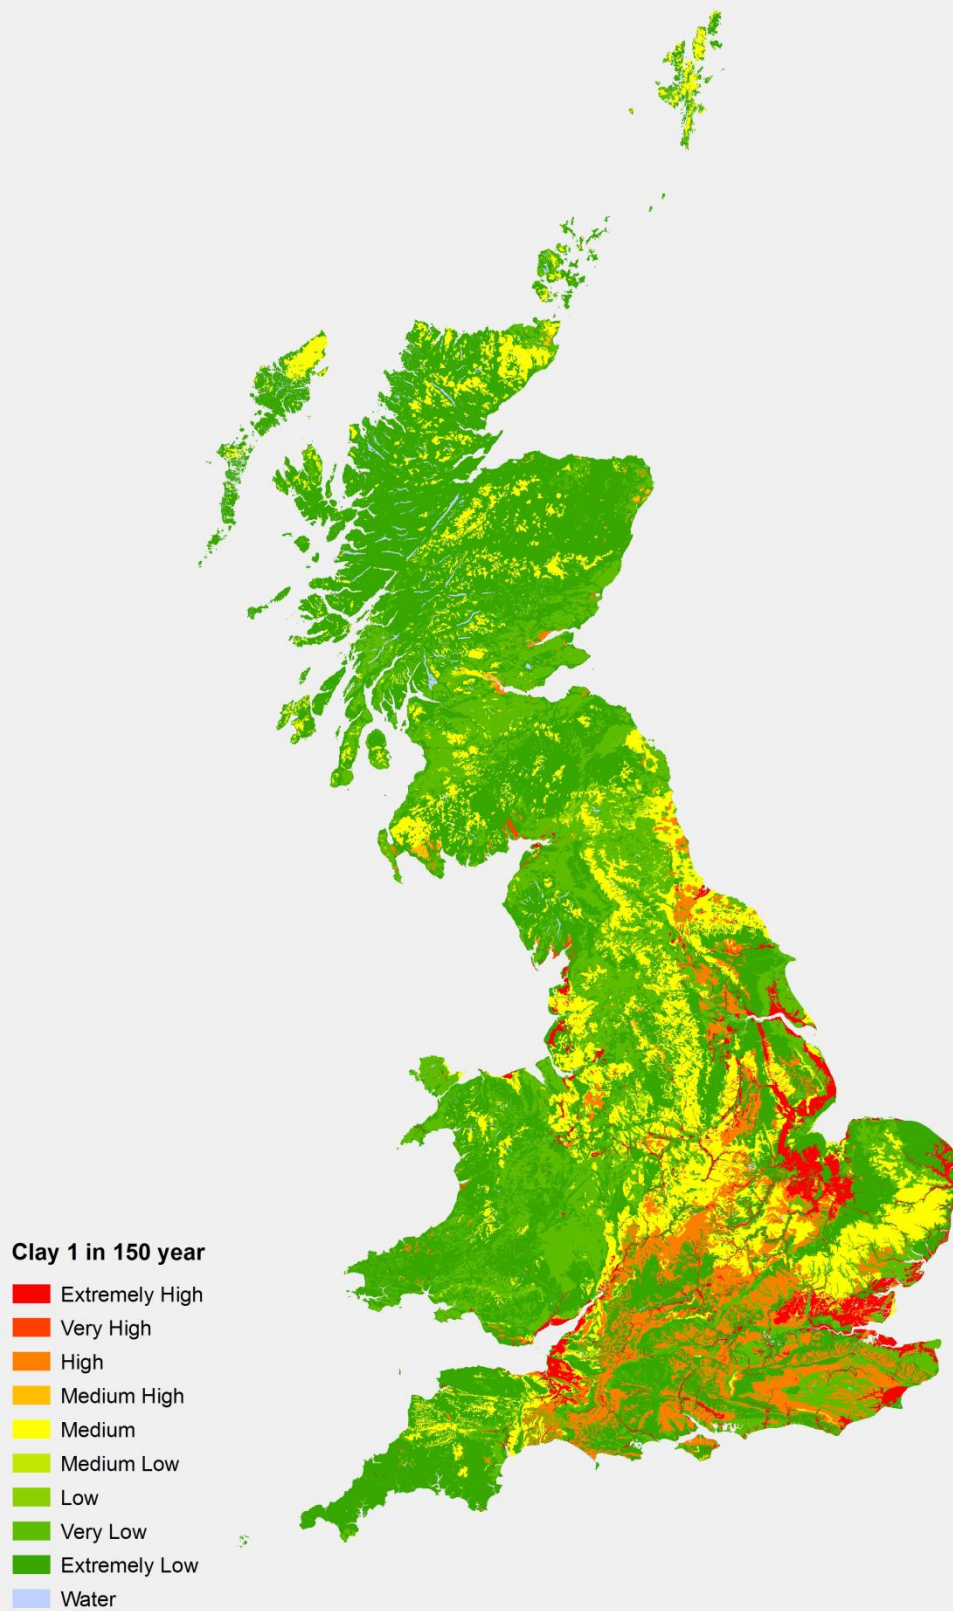 Clay 1 in 150 year
Extremely High
Very High
High
Medium High
Medium
Medium Low
Low
Very Low
Extremely Low
Water